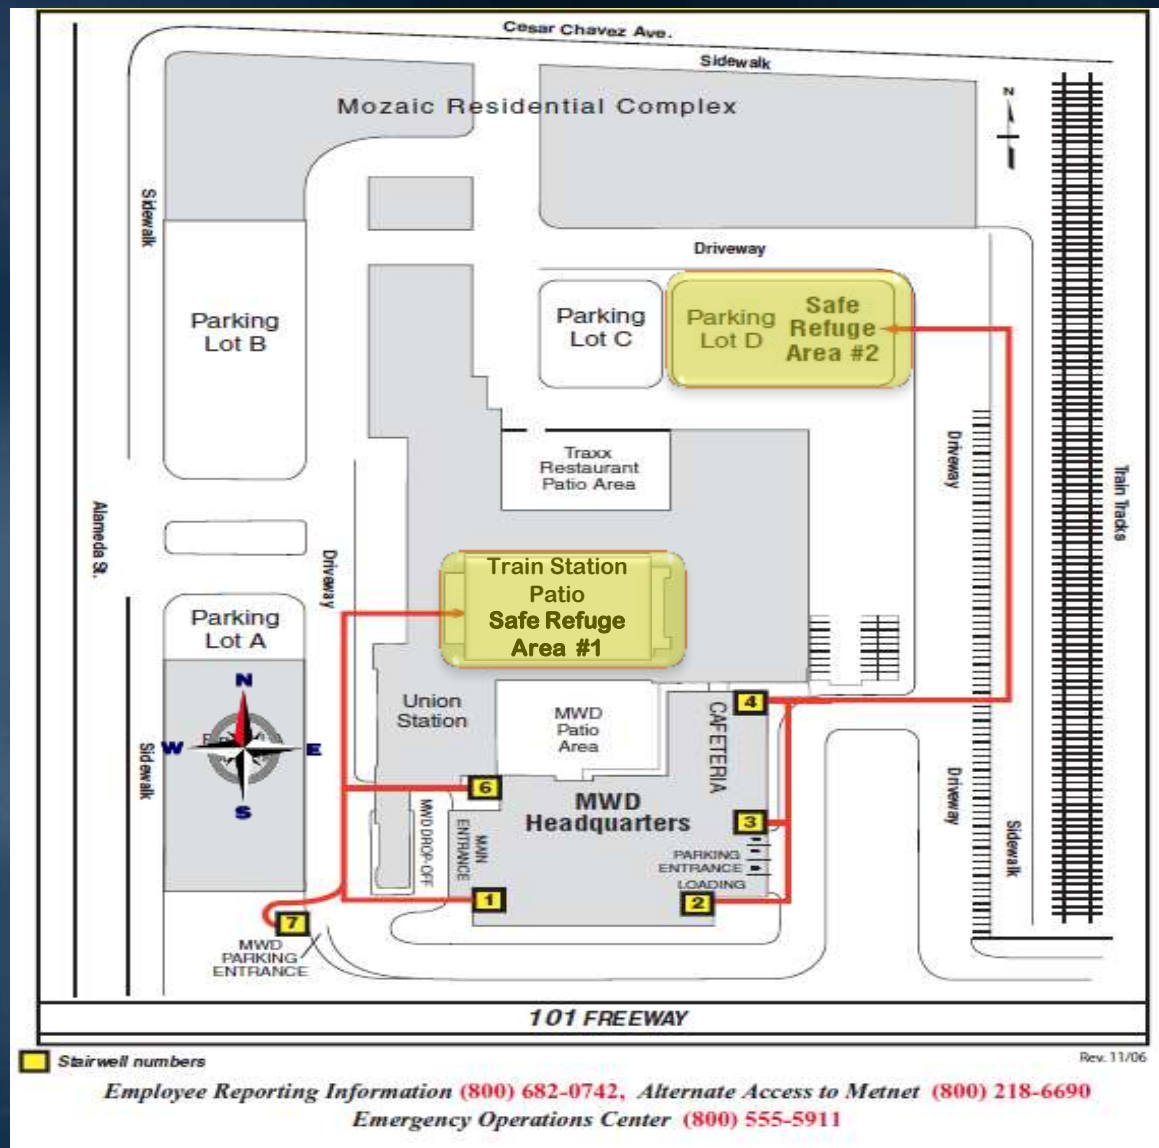 Cesar Chavez Ave.
Sidewalk
Mozaic Residential Complex
N
Sidewalk
Driveway
Parking
Lot B
Parking
Lot C
Parking
Lot D
Safe
Refuge
Area #2
Traxx
Restaurant
Patio Area
Driveway
Train Tracks
Alameda St.
Driveway
Train Station
Patio
Safe Refuge
Area #1
Parking
Lot A
N
W
E
S
Union
Station
MWD
Patio
Area
CAFETERIA
4
Sidewalk
6
MWD
Headquarters
3
Driveway
Sidewalk
MWD DROP-OFF
MAIN
ENTRANCE
PARKING
ENTRANCE
LOADING
1
2
7
MWD
PARKING
ENTRANCE
101 FREEWAY
Stairwell numbers
Rev. 11/06
Employee Reporting Information (800) 682-0742, Alternate Access to Metnet (800) 218-6690
Emergency Operations Center (800) 555-5911